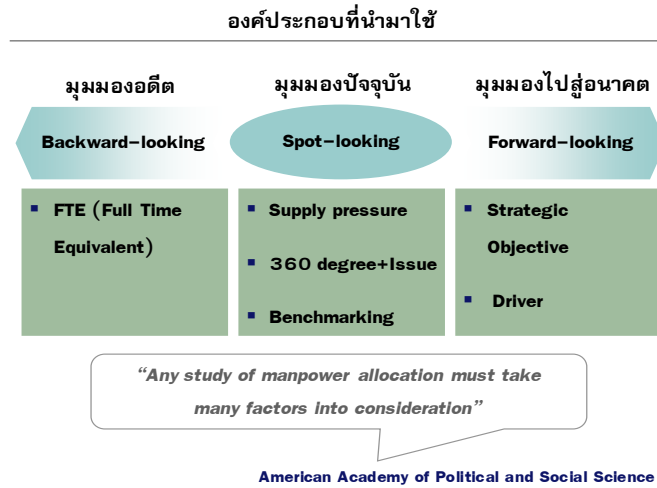 องค์ประกอบที่นำมาใช้
มุมมองอดีต
Backward-looking
FTE (Full Time
Equivalent)
มุมมองปัจจุบัน
Spot-looking
Supply pressure
360 degree+Issue
Benchmarking
มุมมองไปสู่อนาคต
Forward-looking
Strategic
Objective
Driver
“Any study of manpower allocation must take
many factors into consideration”
American Academy of Political and Social Science